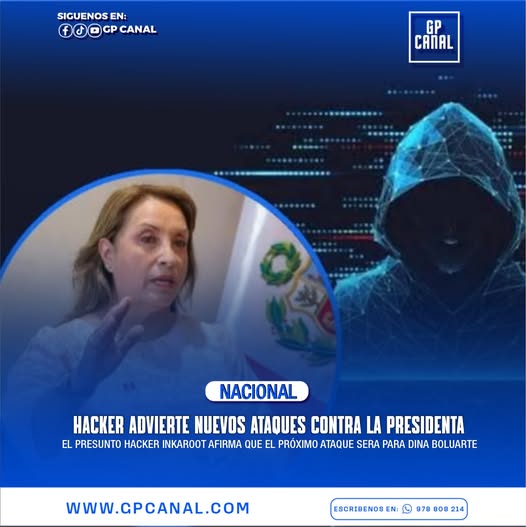 SIGUENOS EN:
GP CANAL
GP
CANAL
NACIONAL
HACKER ADVIERTE NUEVOS ATAQUES CONTRA LA PRESIDENTA
EL PRESUNTO HACKER INKAROOT AFIRMA QUE EL PRÓXIMO ATAQUE SERA PARA DINA BOLUARTE
WWW.GPCANAL.COM
ESCRIBENOS EN: 978 808 214